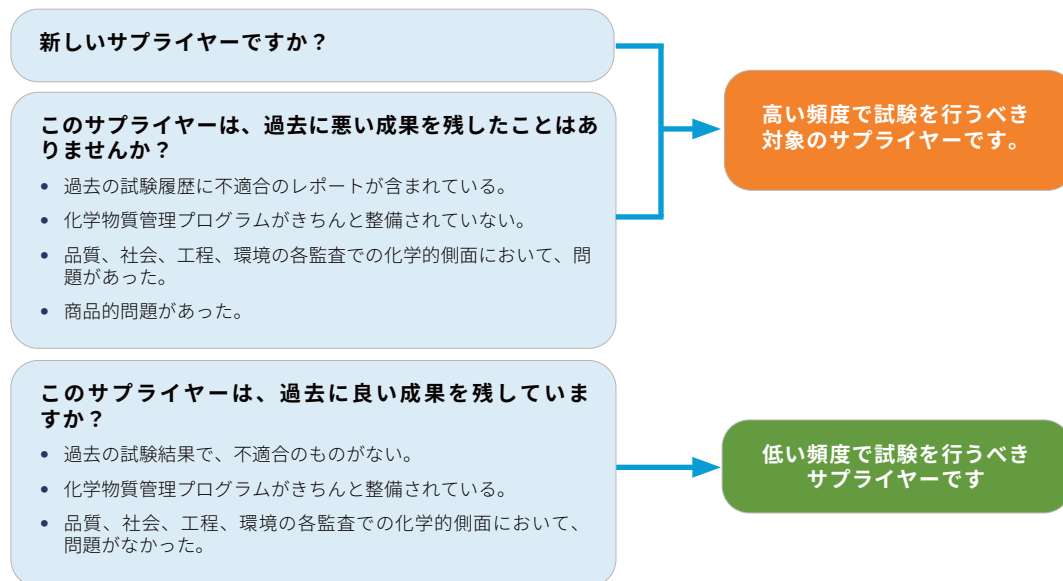 新しいサプライヤーですか？
このサプライヤーは、過去に悪い成果を残したことはあ
りませんか？
• 過去の試験履歴に不適合のレポートが含まれている。
• 化学物質管理プログラムがきちんと整備されていない。
• 品質、社会、工程、環境の各監査での化学的側面において、問
題があった。
• 商品的問題があった。
高い頻度で試験を行うべき
対象のサプライヤーです。
このサプライヤーは、過去に良い成果を残していま
すか？
• 過去の試験結果で、不適合のものがない。
• 化学物質管理プログラムがきちんと整備されている。
• 品質、社会、工程、環境の各監査での化学的側面において、
問題がなかった。
低い頻度で試験を行うべき
サプライヤーです